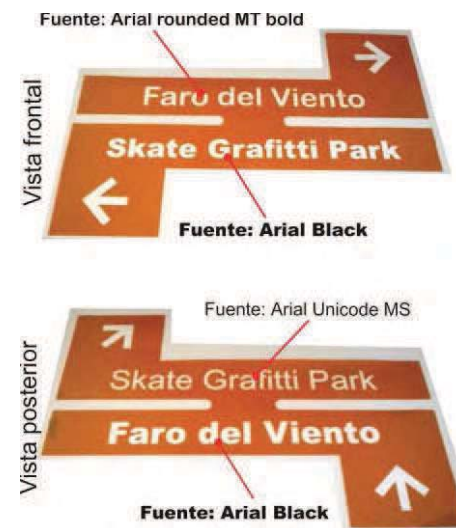 Fuente: Arial rounded MT bold
Faro del Viento
Skate Grafitti Park
Fuente: Arial Black
Vista frontal
Fuente: Arial Unicode MS
Skate Grafitti Park
Faro del Viento
Fuente: Arial Black
Vista posterior